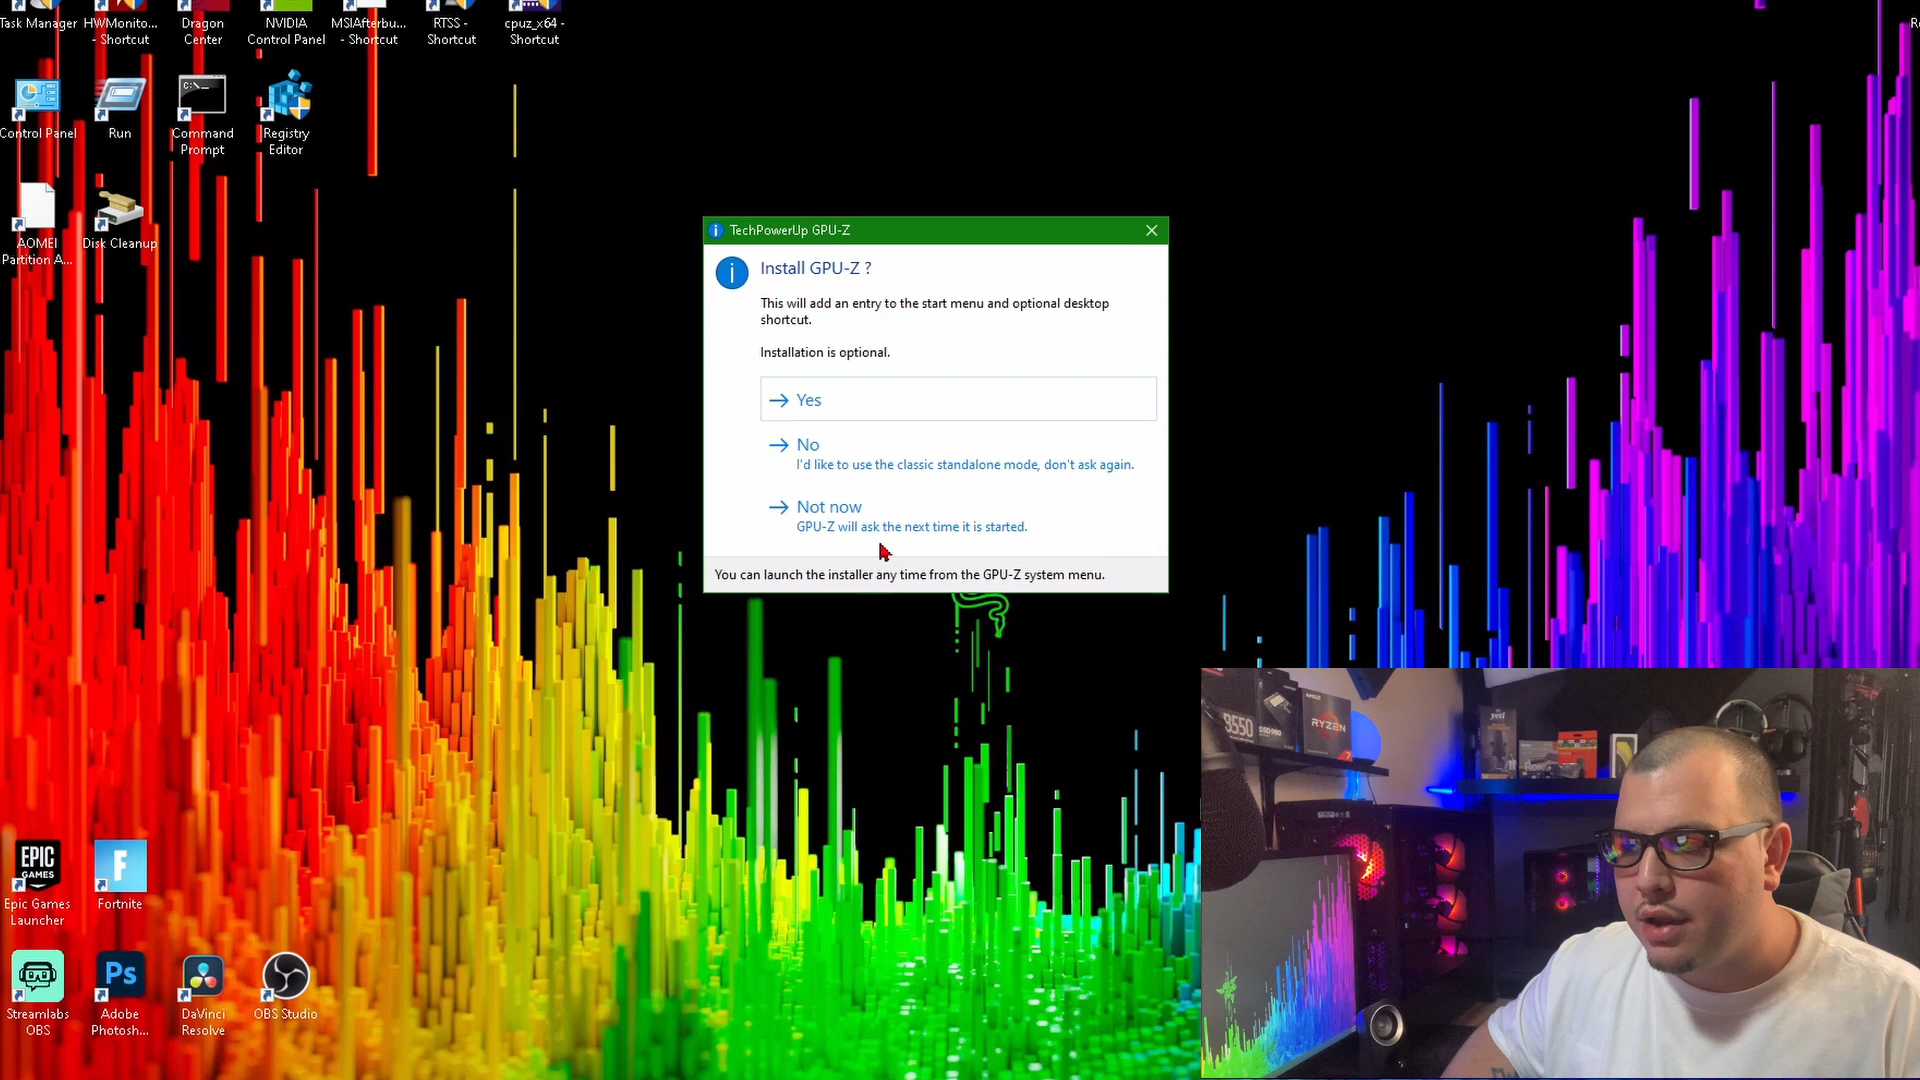 Task Manager
HWMonito...
- Shortcut
Dragon
Center
NVIDIA
Control Panel
MSIAfterbu...
- Shortcut
RTSS -
Shortcut
cpuz_x64 -
Shortcut
Control Panel
Run
C:\_
Command
Prompt
Registry
Editor
AOMEI
Partition A...
Disk Cleanup
TechPowerUp GPU-Z
Install GPU-Z ?
This will add an entry to the start menu and optional desktop
shortcut.
Installation is optional.
Yes
No
I'd like to use the classic standalone mode, don't ask again.
Not now
GPU-Z will ask the next time it is started.
You can launch the installer any time from the GPU-Z system menu.
EPIC
GAMES
Epic Games
Launcher
F
Fortnite
Streamlabs
OBS
Ps
Adobe
Photosh...
DaVinci
Resolve
OBS Studio
B550
SSD 980
RYZEN
7
yeti